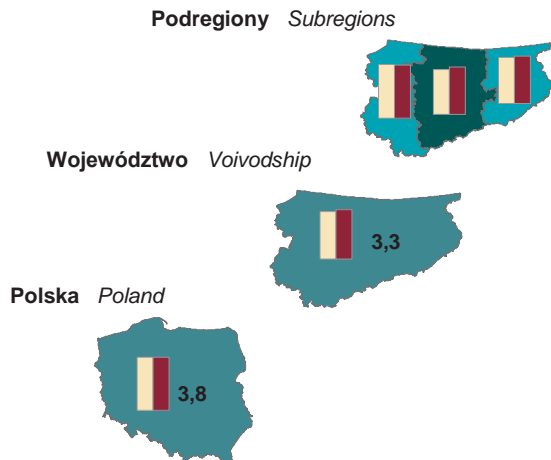 Podregiony Subregions
Województwo Voivodship
3,3
Polska Poland
3,8